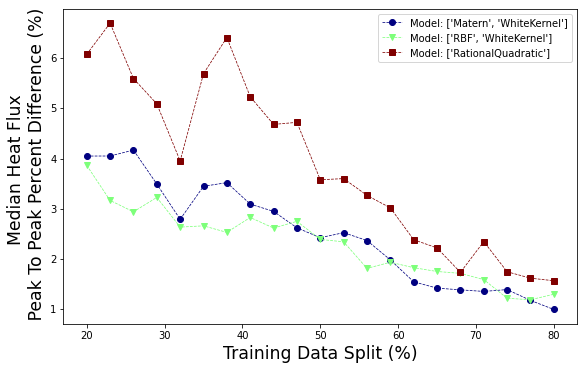 Median Heat Flux
Peak To Peak Percent Difference (%)
6
5
4
3
2
1
Model: ['Matern', 'WhiteKernel']
Model: ['RBF', 'WhiteKernel']
Model: ['RationalQuadratic']
20 30 40 50 60 70 80
Training Data Split (%)